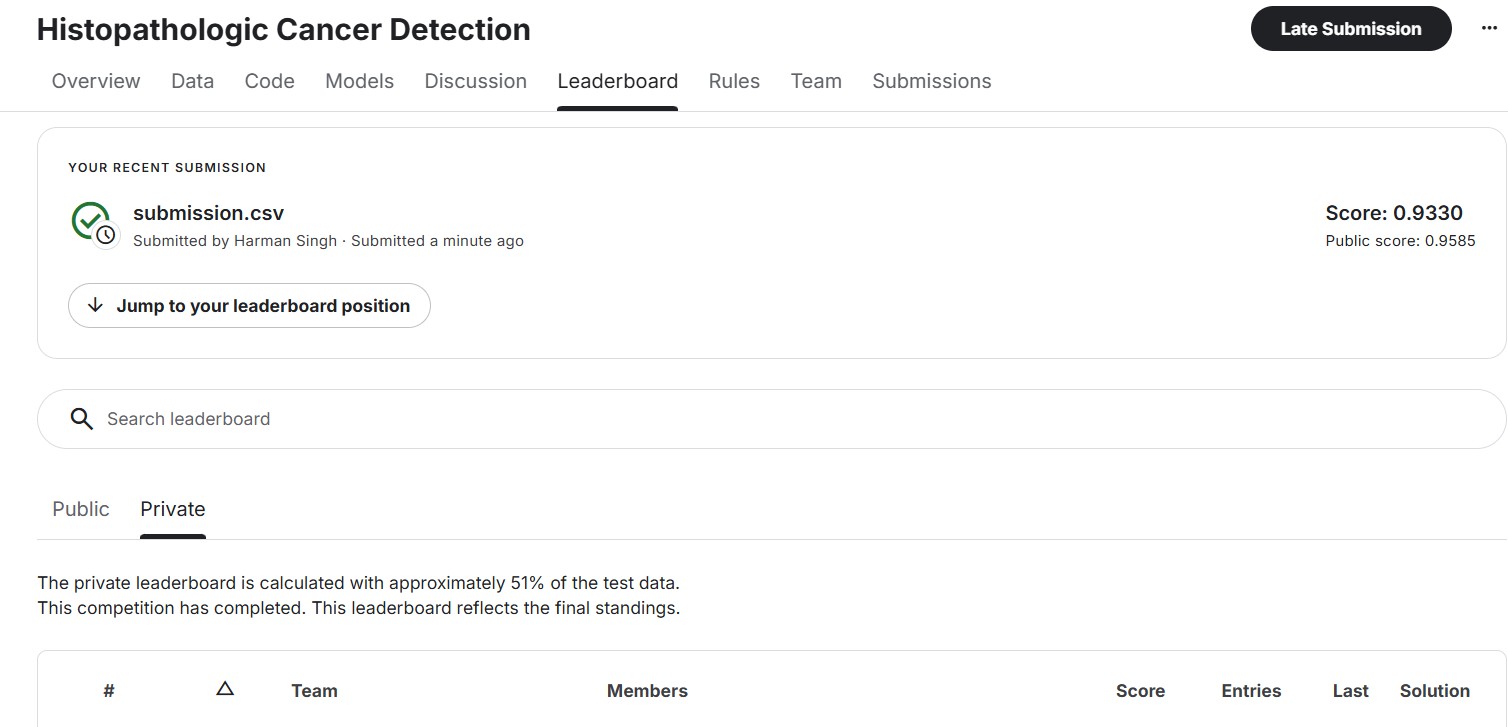 Histopathologic Cancer Detection
Late Submission
Overview Data Code Models Discussion Leaderboard Rules Team Submissions
YOUR RECENT SUBMISSION
submission.csv
Submitted by Harman Singh · Submitted a minute ago
Score: 0.9330
Public score: 0.9585
Jump to your leaderboard position
Search leaderboard
Public Private
The private leaderboard is calculated with approximately 51% of the test data.
This competition has completed. This leaderboard reflects the final standings.
# △ Team Members Score Entries Last Solution